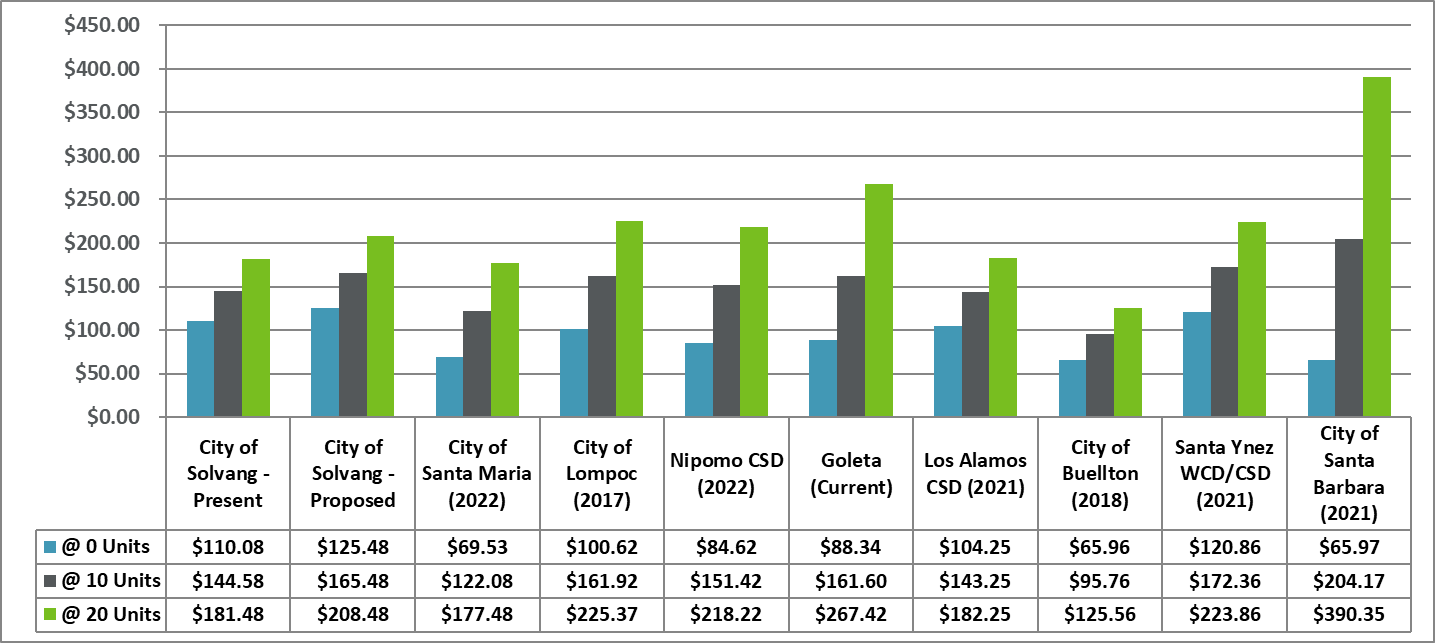 $450.00
$400.00
$350.00
$300.00
$250.00
$200.00
$150.00
$100.00
$50.00
$0.00
City of
Solvang -
Present
City of
Solvang -
Proposed
City of
Santa Maria
(2022)
City of
Lompoc
(2017)
Nipomo CSD
(2022)
Goleta
(Current)
Los Alamos
CSD (2021)
City of
Buellton
(2018)
Santa Ynez
WCD/CSD
(2021)
City of
Santa
Barbara
(2021)
@ 0 Units $110.08 $125.48 $69.53 $100.62 $84.62 $88.34 $104.25 $65.96 $120.86 $65.97
@ 10 Units $144.58 $165.48 $122.08 $161.92 $151.42 $161.60 $143.25 $95.76 $172.36 $204.17
@ 20 Units $181.48 $208.48 $177.48 $225.37 $218.22 $267.42 $182.25 $125.56 $223.86 $390.35